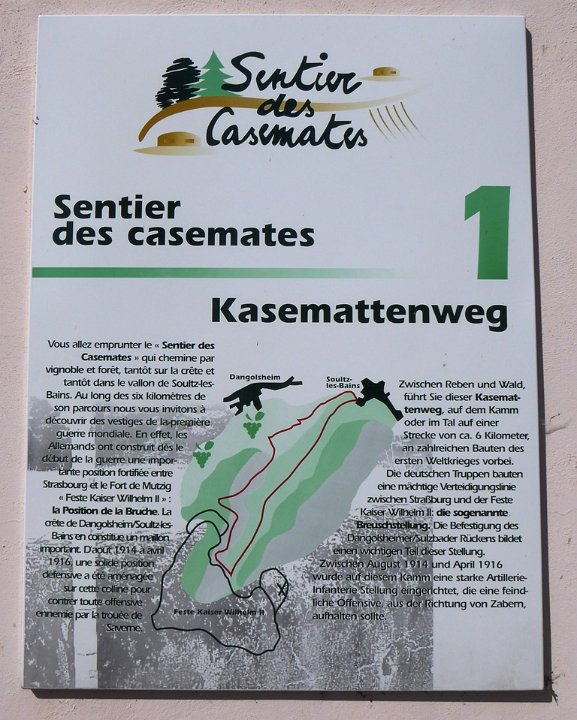 Sentier
des
Casemates
Sentier
des casemates
1
Kasemattenweg
Vous allez emprunter le « Sentier des
Casemates » qui chemine par
vignoble et forêt, tantôt sur la crête et
tantôt dans le vallon de Soultz-les-
Bains. Au long des six kilomètres de
son parcours nous vous invitons à
découvrir des vestiges de la première
guerre mondiale. En effet, les
Allemands ont construit dès le
début de la guerre une impor-
tante position fortifiée entre
Strasbourg et le Fort de Mutzig
« Feste Kaiser Wilhelm II » :
la Position de la Bruche. La
crête de Dangolsheim/Soultz-les-
Bains en constitue un maillon
important. D'août 1914 à avril
1916, une solide position
défensive a été aménagée
sur cette colline pour
contrer toute offensive
ennemie par la trouée de
Saverne.
Dangolsheim
Soultz-
les-Bains
Feste Kaiser Wilhelm II
Zwischen Reben und Wald,
führt Sie dieser Kasemat-
tenweg, auf dem Kamm
oder im Tal auf einer
Strecke von ca. 6 Kilometer,
an zahlreichen Bauten des
ersten Weltkrieges vorbei.
Die deutschen Truppen bauten
eine mächtige Verteidigungslinie
zwischen Straßburg und der Feste
Kaiser Wilhelm II: die sogenannte
Breuschstellung. Die Befestigung des
Dangolsheimer/Sulzbader Rückens bildet
einen wichtigen Teil dieser Stellung.
Zwischen August 1914 und April 1916
wurde auf diesem Kamm eine starke Artillerie-
Infanterie Stellung eingerichtet, die eine feind-
liche Offensive, aus der Richtung von Zabern,
aufhalten sollte.